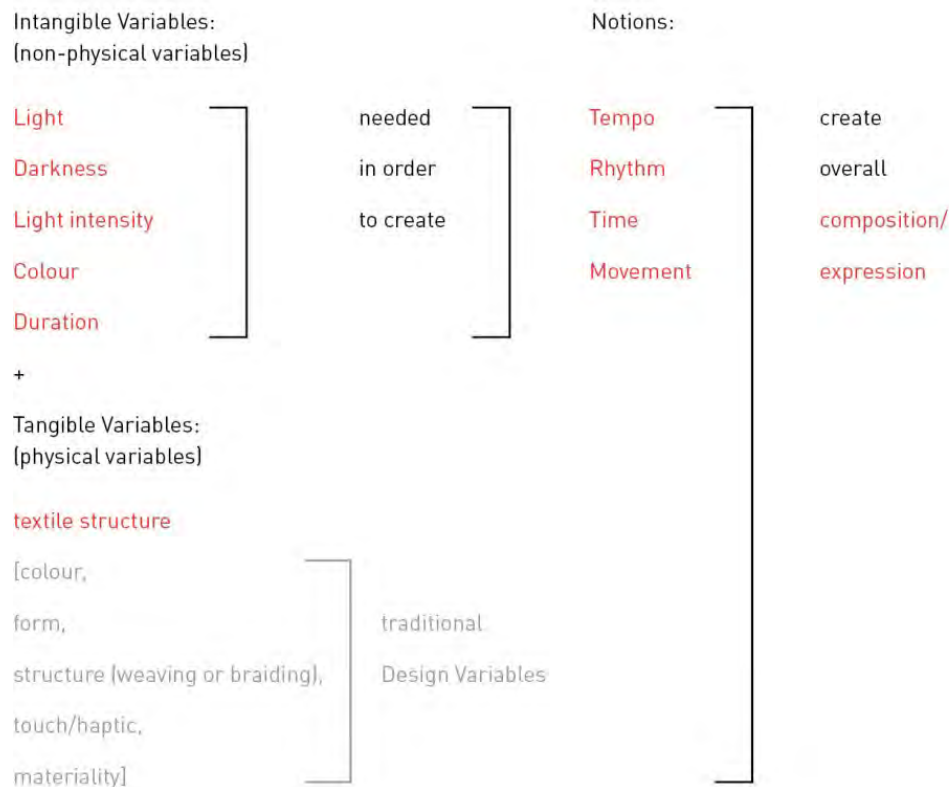 Intangible Variables:
(non-physical variables)
Light
Darkness
Light intensity
Colour
Duration
needed
in order
to create
Notions:
Tempo
Rhythm
Time
Movement
create
overall
composition/
expression
+
Tangible Variables:
(physical variables)
textile structure
[colour,
form,
structure (weaving or braiding),
touch/haptic,
materiality]
traditional
Design Variables